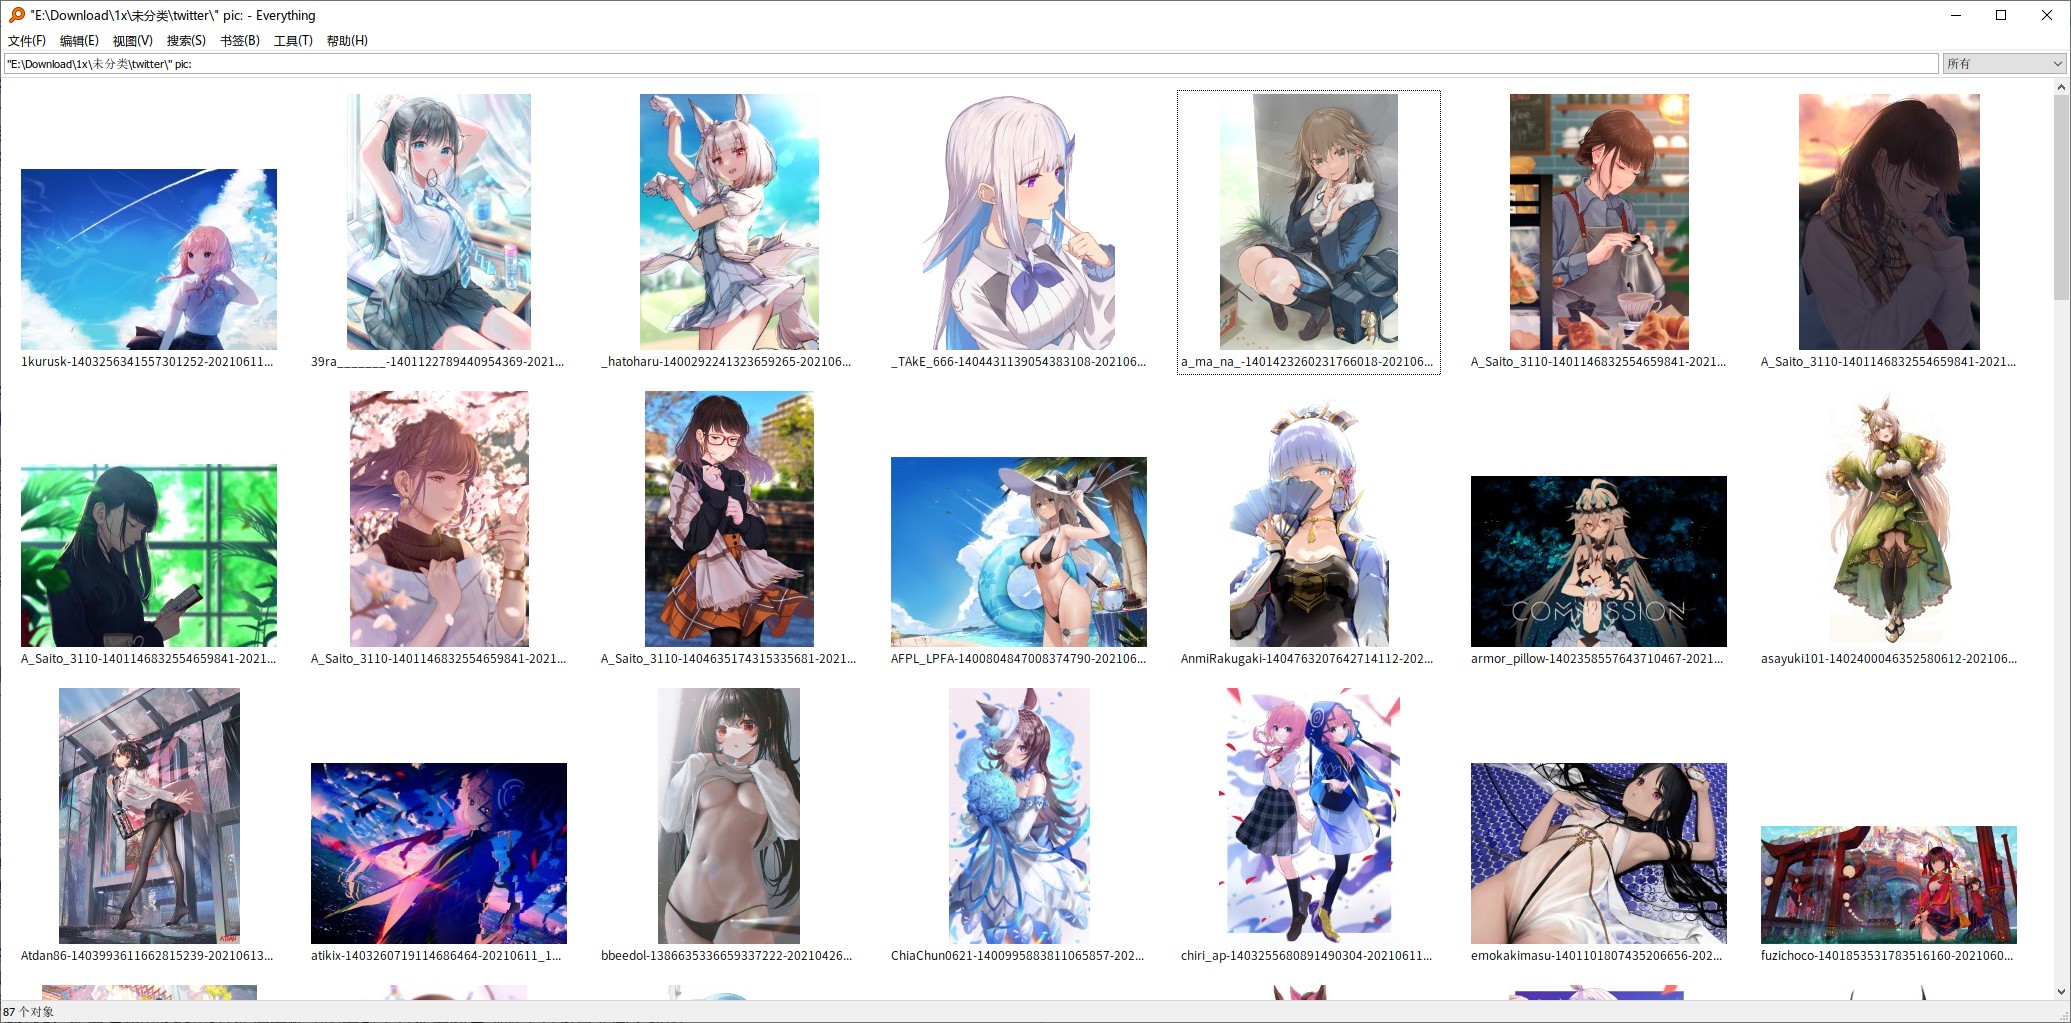 "E:\Download\1x\未分类\twitter\" pic: - Everything
文件(F) 编辑(E) 视图(V) 搜索(S) 书签(B) 工具(T) 帮助(H)
"E:\Download\1x\未分类\twitter\" pic:
所有
1kurusk-1403256341557301252-20210611...
39ra_______-1401122789440954369-2021...
_hatoharu-1400292241323659265-202106...
_TAkE_666-1404431139054383108-202106...
a_ma_na_-1401423260231766018-202106...
A_Saito_3110-1401146832554659841-2021...
A_Saito_3110-1401146832554659841-2021...
A_Saito_3110-1401146832554659841-2021...
A_Saito_3110-1401146832554659841-2021...
A_Saito_3110-1404635174315335681-2021...
AFPL_LPFA-1400804847008374790-202106...
AnmiRakugaki-1404763207642714112-202...
COMMISSION
armor_pillow-1402358557643710467-2021...
asayuki101-1402400046352580612-202106...
ATDAN
Atdan86-1403993611662815239-20210613...
atikix-1403260719114686464-20210611_1...
bbeedol-1386635336659337222-20210426...
ChiaChun0621-1400995883811065857-202...
chiri_ap-1403255680891490304-20210611...
emokakimasu-1401101807435206656-202...
fuzichoco-1401853531783516160-2021060...
87 个对象